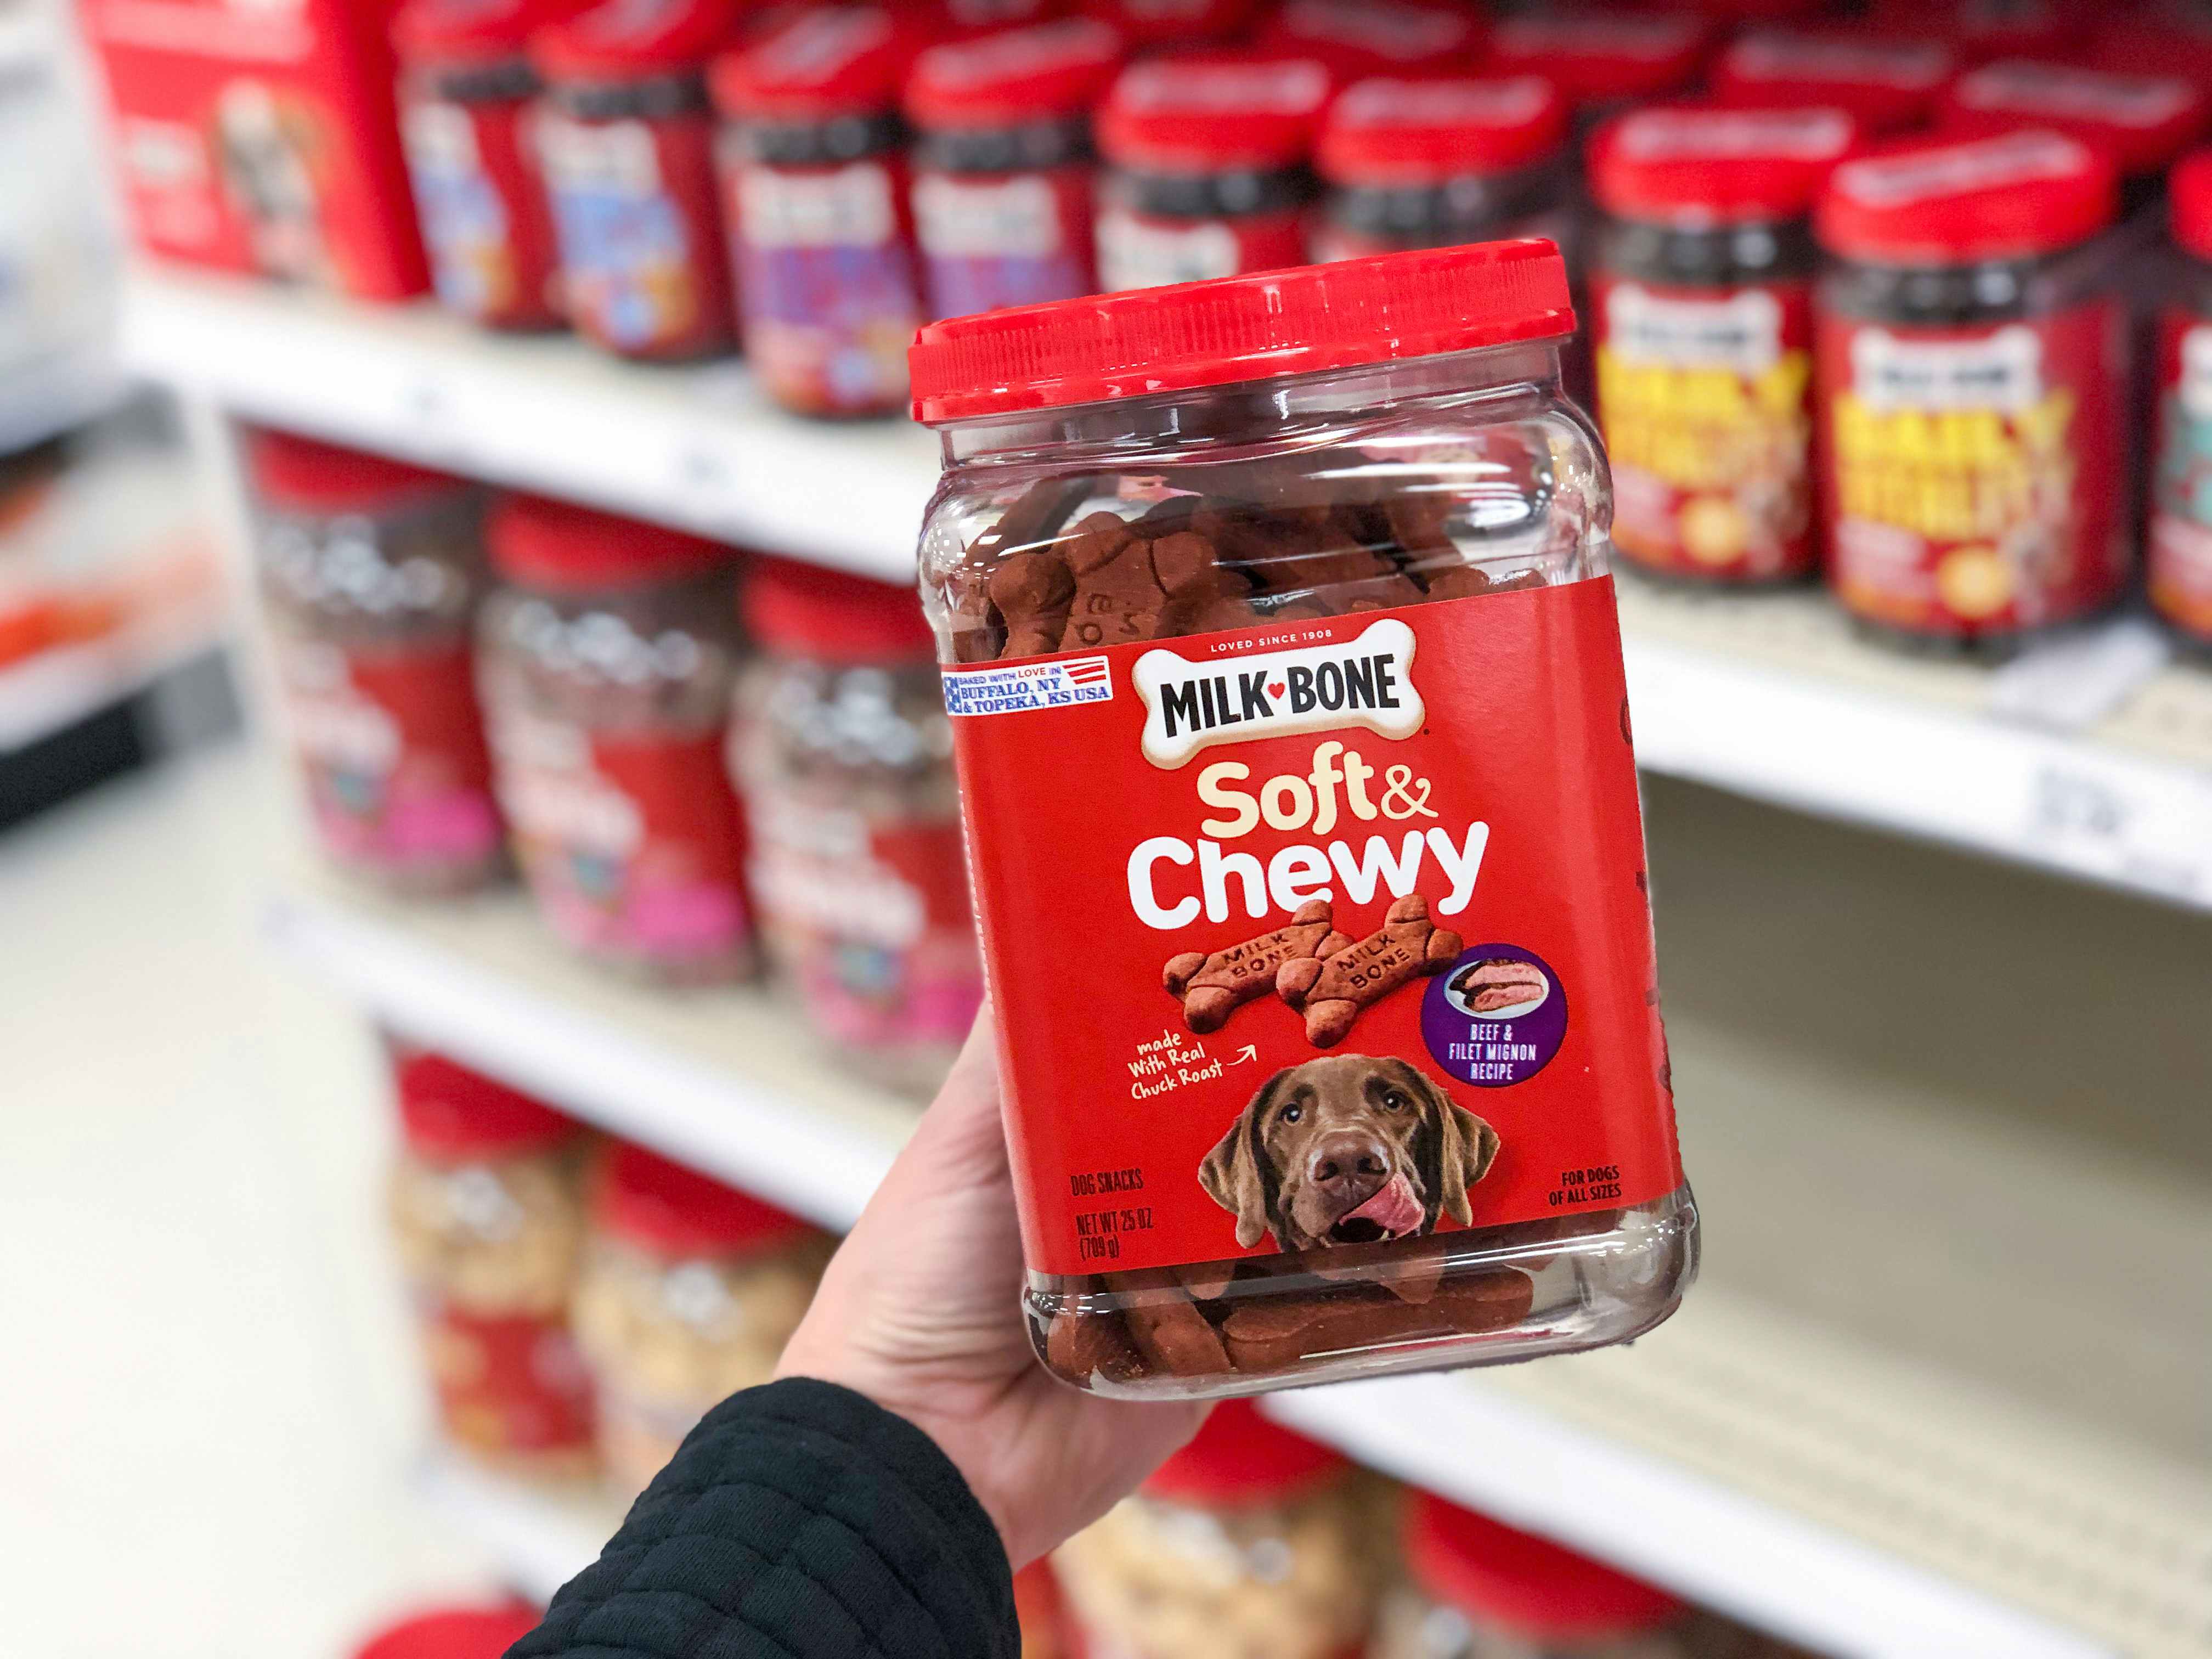 LOVED SINCE 1908
MILK♥BONE
BAKED WITH LOVE IN
BUFFALO, NY
& TOPEKA, KS USA
Soft &
Chewy
MILK
BONE
MILK
BONE
BEEF &
FILET MIGNON
RECIPE
made
With Real
Chuck Roast
DOG SNACKS
NET WT 25 OZ
(709 g)
FOR DOGS
OF ALL SIZES